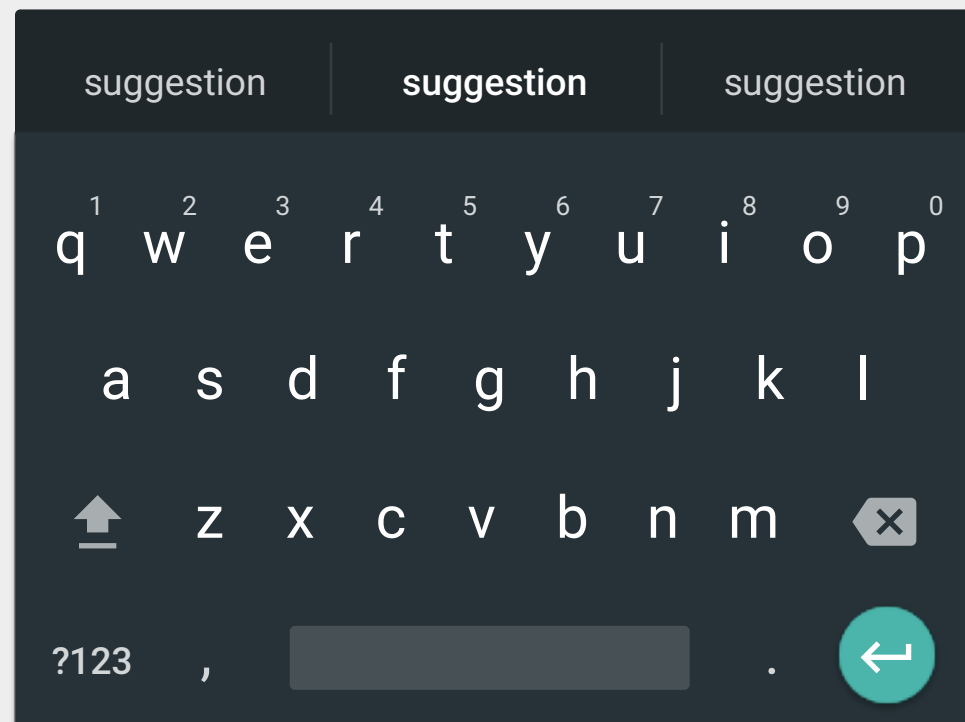 suggestion suggestion suggestion
1 2 3 4 5 6 7 8 9 0
q w e r t y u i o p
a s d f g h j k l
z x c v b n m
?123 , .